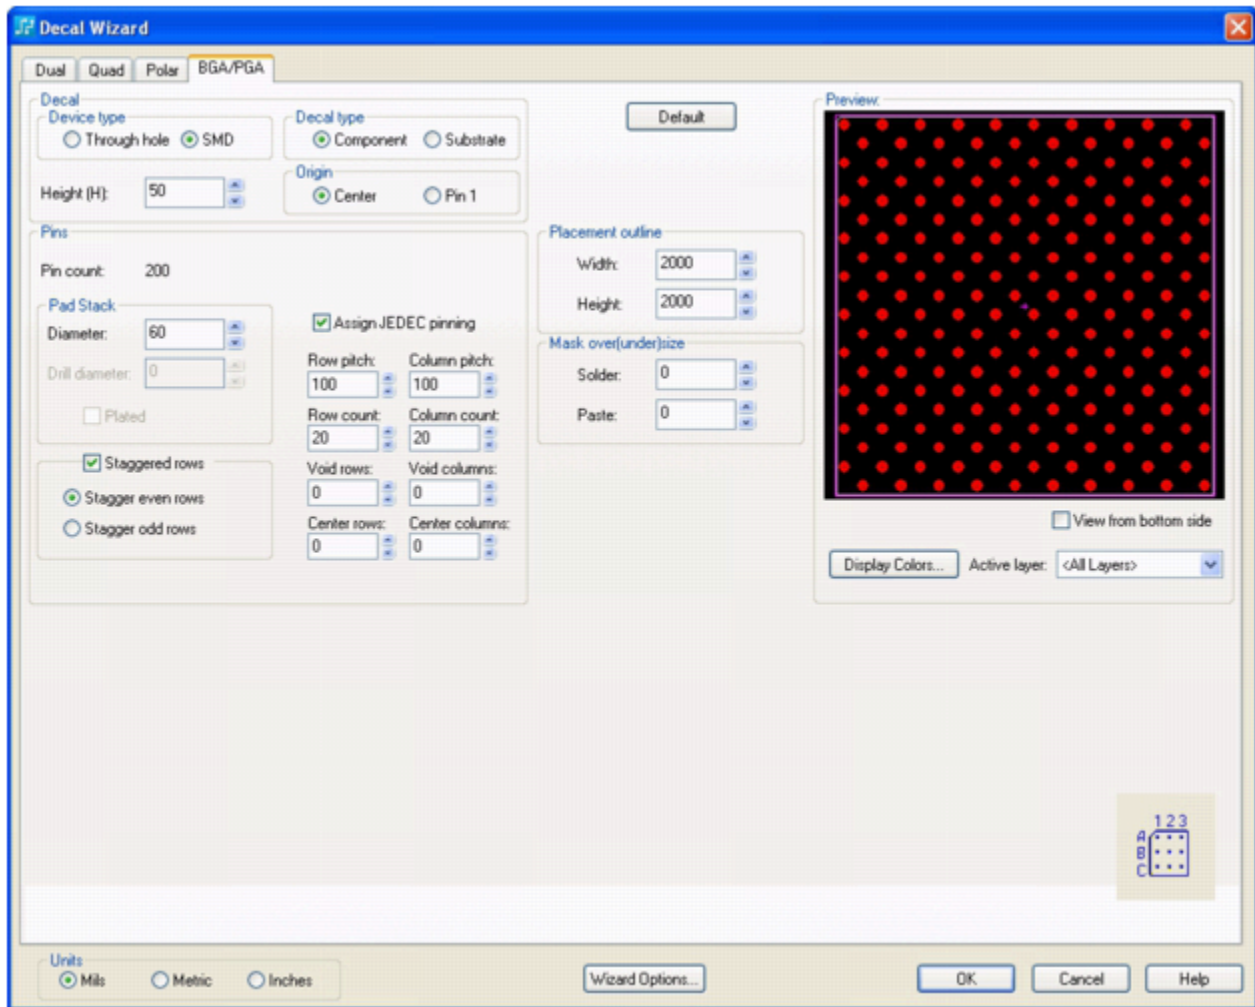 Decal Wizard
Dual Quad Polar BGA/PGA
Decal
Device type
Through hole SMD
Decal type
Component Substrate
Height (H): 50
Origin
Center Pin 1
Default
Pins
Pin count: 200
Pad Stack
Diameter: 60
Drill diameter: 0
Plated
Staggered rows
Stagger even rows
Stagger odd rows
Assign JEDEC pinning
Row pitch: Column pitch:
100 100
Row count: Column count:
20 20
Void rows: Void columns:
0 0
Center rows: Center columns:
0 0
Placement outline
Width: 2000
Height: 2000
Mask over(under)size
Solder: 0
Paste: 0
Preview:
View from bottom side
Display Colors... Active layer: <All Layers>
1 2 3
A
B
C
Units
Mils Metric Inches
Wizard Options...
OK Cancel Help